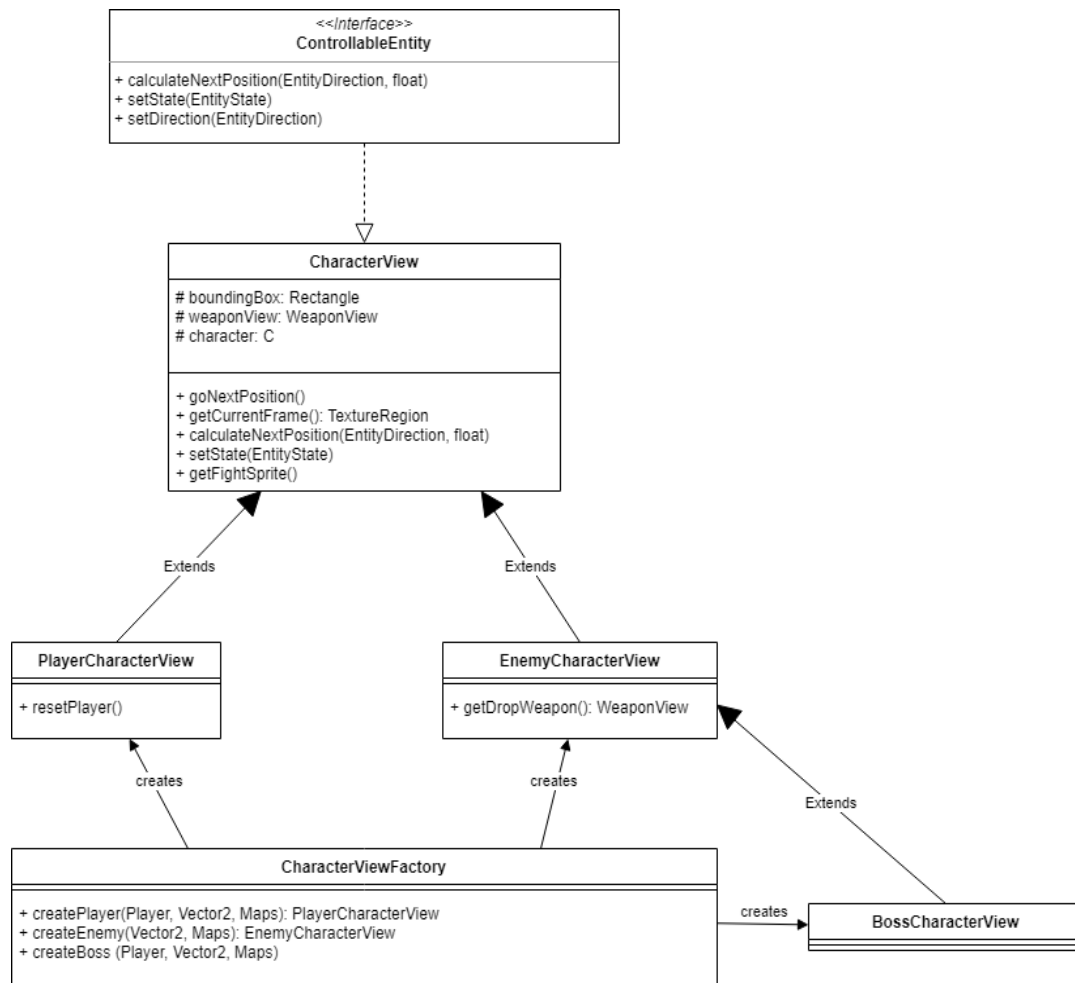 <<Interface>>
ControllableEntity
+ calculateNextPosition(EntityDirection, float)
+ setState(EntityState)
+ setDirection(EntityDirection)
CharacterView
# boundingBox: Rectangle
# weaponView: WeaponView
# character: C
+ goNextPosition()
+ getCurrentFrame(): TextureRegion
+ calculateNextPosition(EntityDirection, float)
+ setState(EntityState)
+ getFightSprite()
Extends
Extends
PlayerCharacterView
+ resetPlayer()
EnemyCharacterView
+ getDropWeapon(): WeaponView
creates
creates
Extends
CharacterViewFactory
+ createPlayer(Player, Vector2, Maps): PlayerCharacterView
+ createEnemy(Vector2, Maps): EnemyCharacterView
+ createBoss (Player, Vector2, Maps)
creates
BossCharacterView